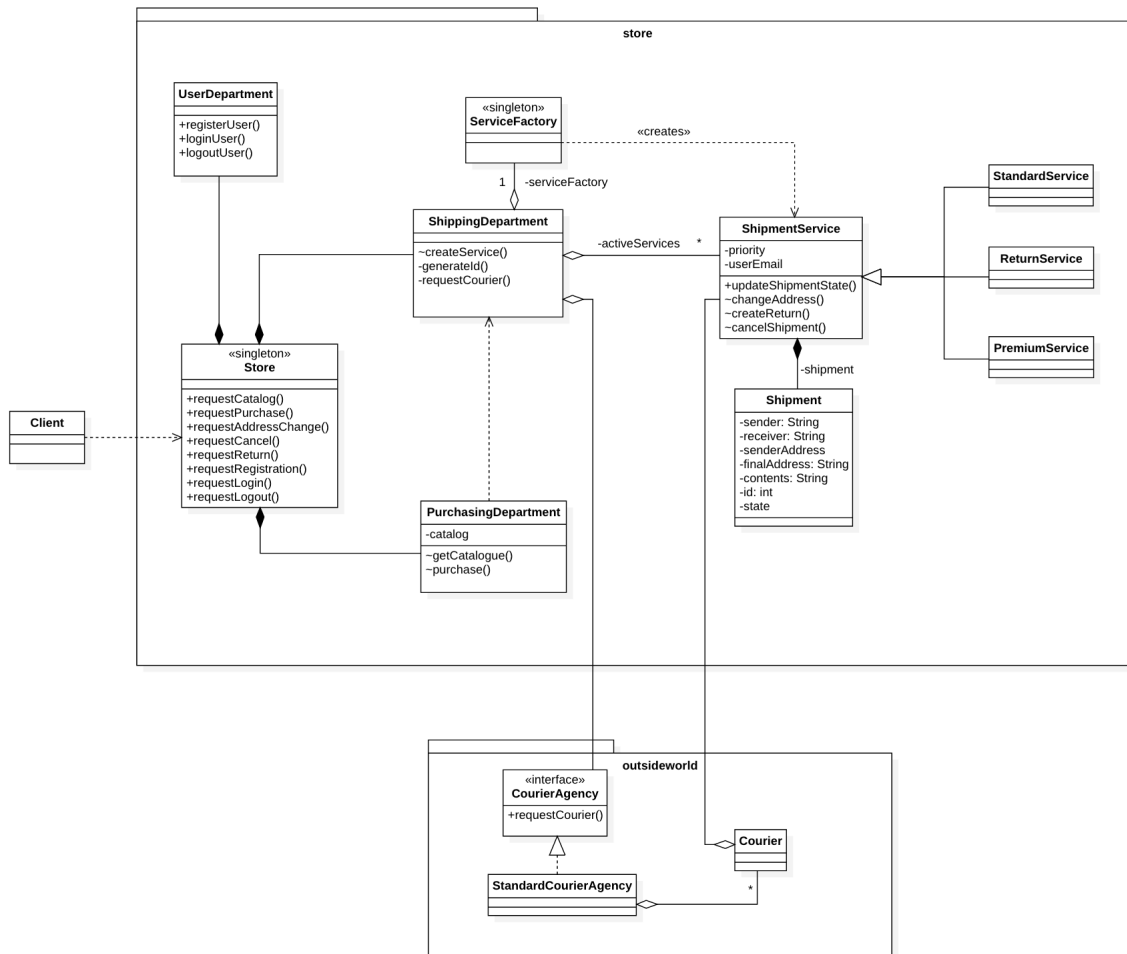 store
UserDepartment
+registerUser()
+loginUser()
+logoutUser()
«singleton»
ServiceFactory
«creates»
1
-serviceFactory
ShippingDepartment
~createService()
-generateId()
-requestCourier()
-activeServices
*
ShipmentService
-priority
-userEmail
+updateShipmentState()
~changeAddress()
~createReturn()
~cancelShipment()
StandardService
ReturnService
PremiumService
-shipment
Shipment
-sender: String
-receiver: String
-senderAddress
-finalAddress: String
-contents: String
-id: int
-state
«singleton»
Store
+requestCatalog()
+requestPurchase()
+requestAddressChange()
+requestCancel()
+requestReturn()
+requestRegistration()
+requestLogin()
+requestLogout()
Client
PurchasingDepartment
-catalog
~getCatalogue()
~purchase()
outsideworld
«interface»
CourierAgency
+requestCourier()
Courier
*
StandardCourierAgency